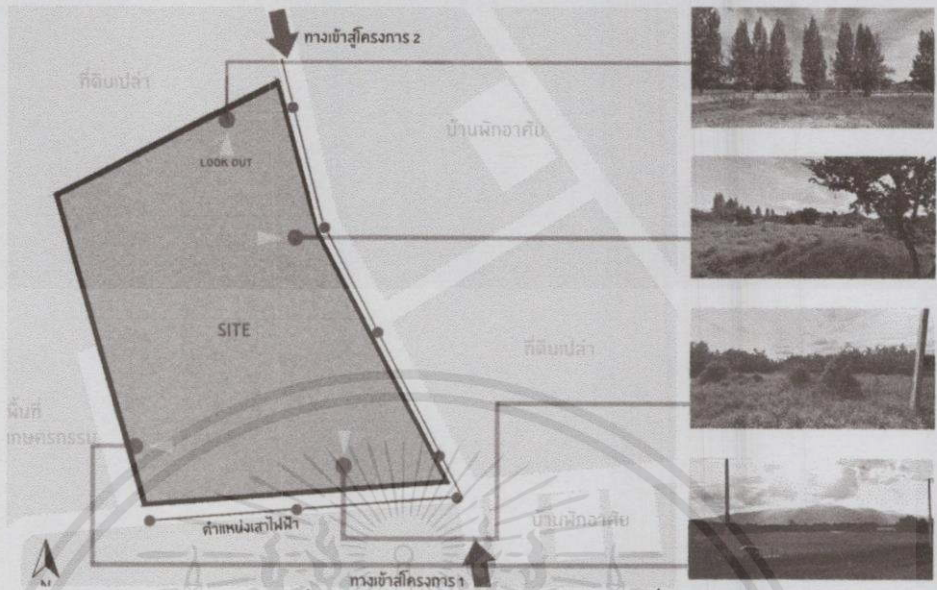 ทางเข้าสู่โครงการ 2
ที่ดินเปล่า
บ้านพักอาศัย
LOOK OUT
SITE
ที่ดินเปล่า
พื้นที่
เกษตรกรรม
บ้านพักอาศัย
ตำแหน่งเสาไฟฟ้า
N
ทางเข้าสู่โครงการ 1